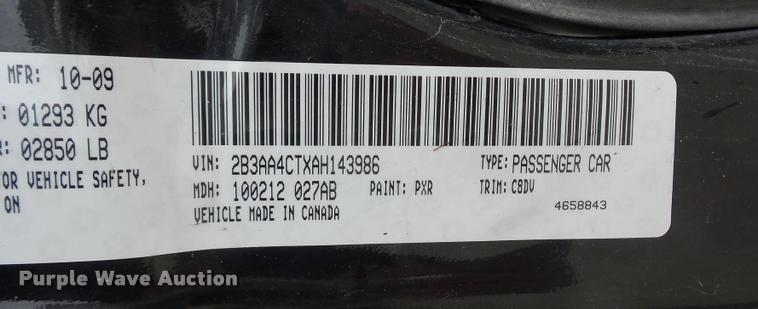 MFR: 10-09
: 01293 KG
R: 02850 LB
OR VEHICLE SAFETY,
ON
VIN: 2B3AA4CTXAH143986 TYPE: PASSENGER CAR
MDH: 100212 027AB PAINT: PXR TRIM: C8DV
VEHICLE MADE IN CANADA 4658843
Purple Wave Auction